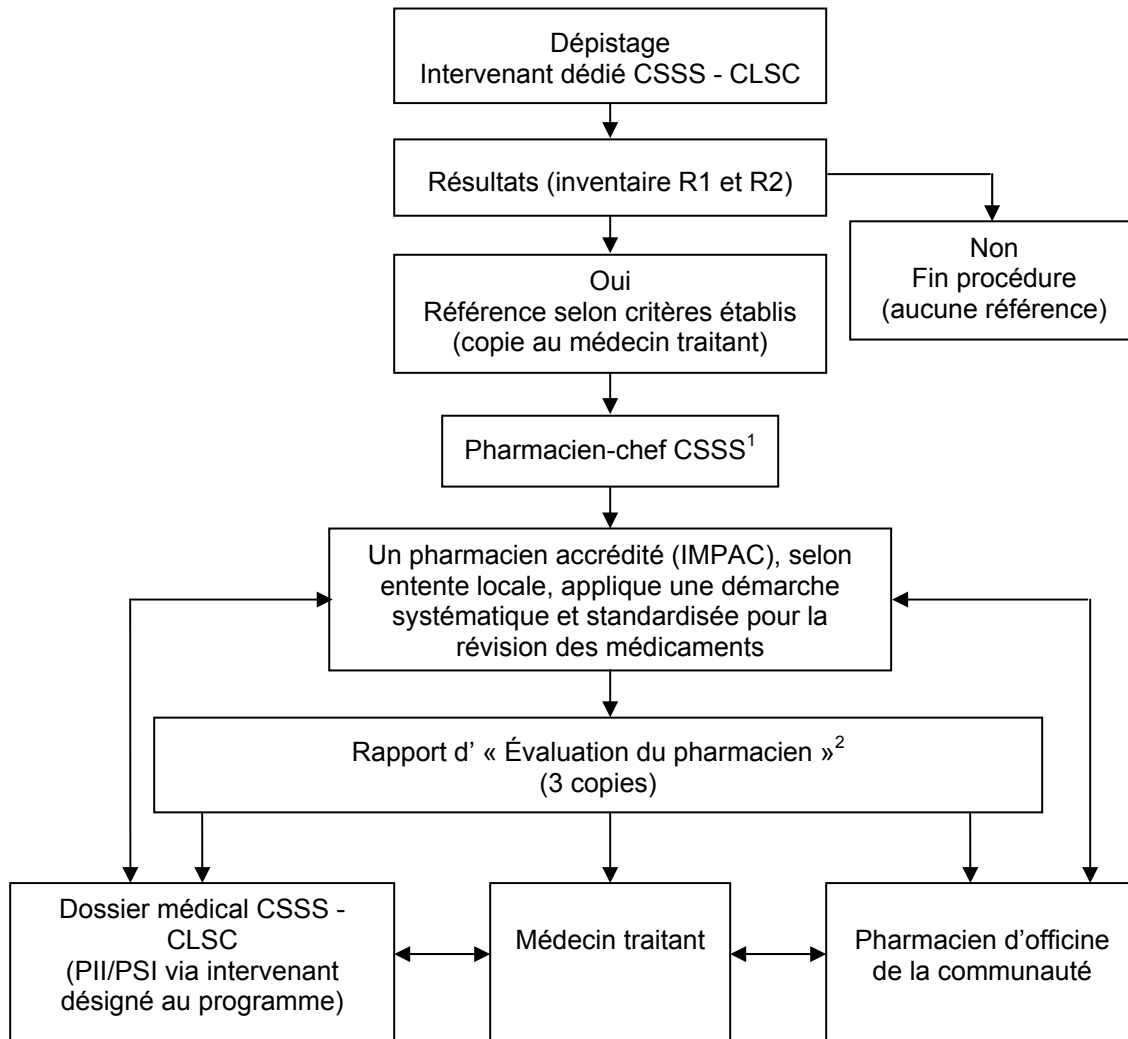 Dépistage
Intervenant dédié CSSS - CLSC
Résultats (inventaire R1 et R2)
Non
Fin procédure
(aucune référence)
Oui
Référence selon critères établis
(copie au médecin traitant)
Pharmacien-chef CSSS1
Un pharmacien accrédité (IMPAC), selon
entente locale, applique une démarche
systématique et standardisée pour la
révision des médicaments
Rapport d' « Évaluation du pharmacien »2
(3 copies)
Dossier médical CSSS -
CLSC
(PII/PSI via intervenant
désigné au programme)
Médecin traitant
Pharmacien d'officine
de la communauté